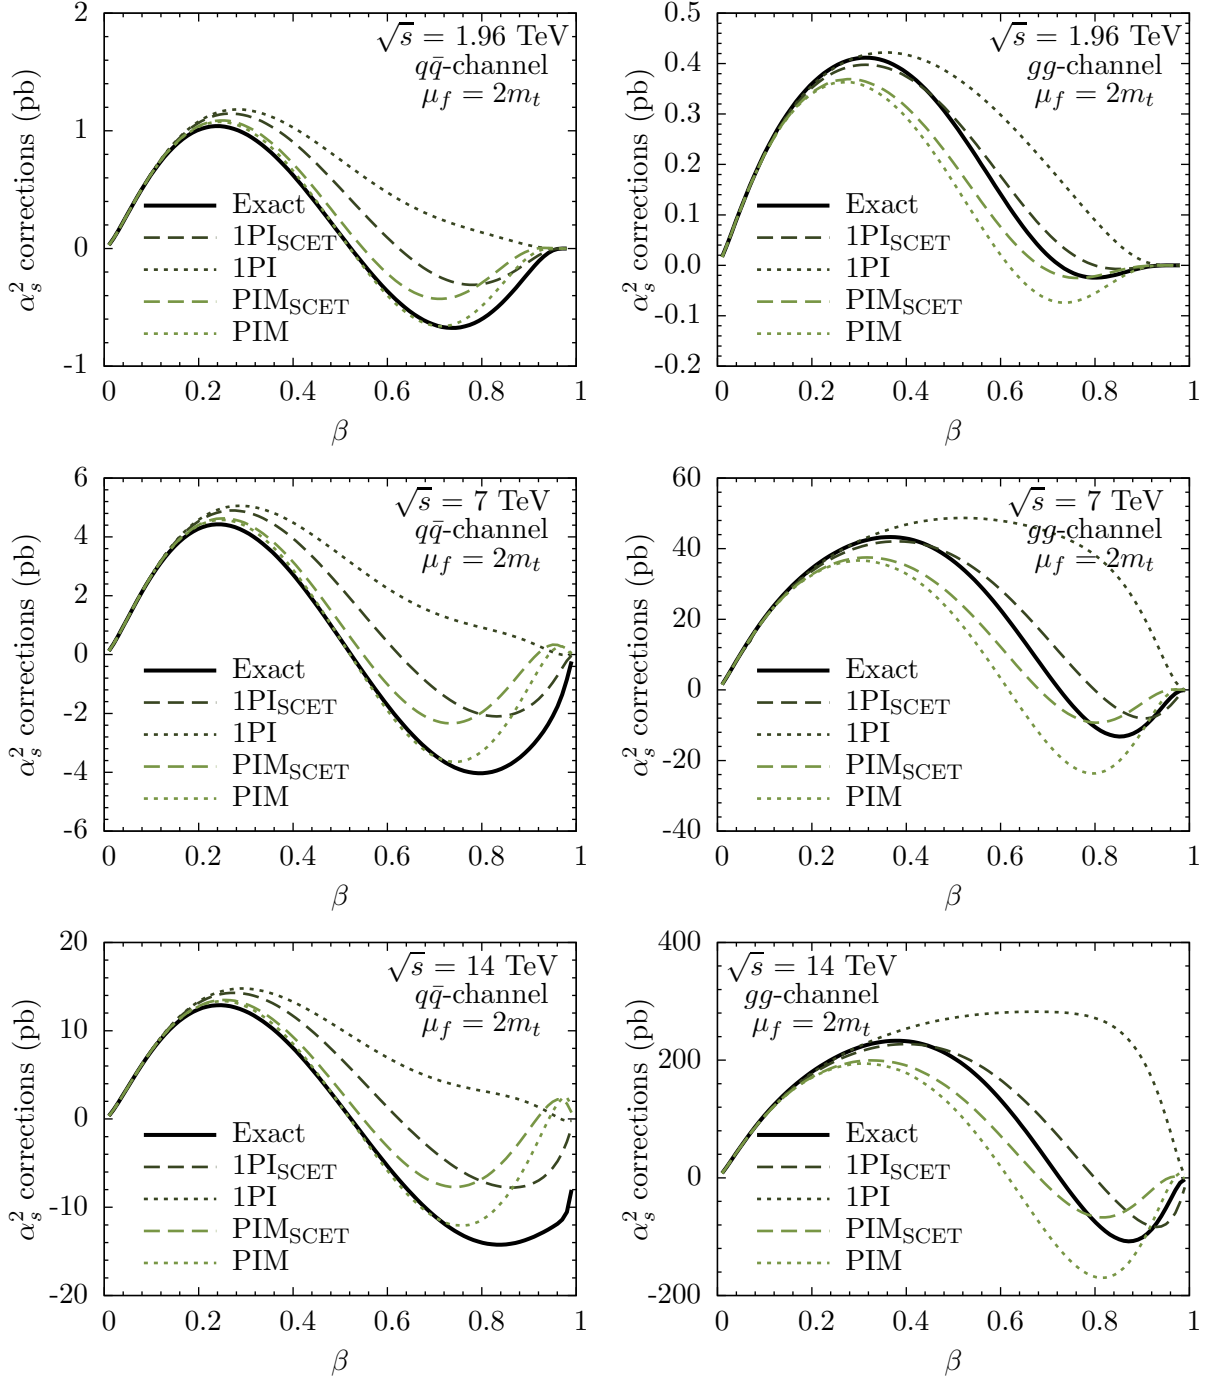 2
1
0
-1
0
0.2
0.4
0.6
0.8
1
α_s^2 corrections (pb)
β
√s = 1.96 TeV
qq̄-channel
μ_f = 2m_t
Exact
1PI_SCET
1PI
PIM_SCET
PIM
0.5
0.4
0.3
0.2
0.1
0.0
-0.1
-0.2
0
0.2
0.4
0.6
0.8
1
α_s^2 corrections (pb)
β
√s = 1.96 TeV
gg-channel
μ_f = 2m_t
Exact
1PI_SCET
1PI
PIM_SCET
PIM
6
4
2
0
-2
-4
-6
0
0.2
0.4
0.6
0.8
1
α_s^2 corrections (pb)
β
√s = 7 TeV
qq̄-channel
μ_f = 2m_t
Exact
1PI_SCET
1PI
PIM_SCET
PIM
60
40
20
0
-20
-40
0
0.2
0.4
0.6
0.8
1
α_s^2 corrections (pb)
β
√s = 7 TeV
gg-channel
μ_f = 2m_t
Exact
1PI_SCET
1PI
PIM_SCET
PIM
20
10
0
-10
-20
0
0.2
0.4
0.6
0.8
1
α_s^2 corrections (pb)
β
√s = 14 TeV
qq̄-channel
μ_f = 2m_t
Exact
1PI_SCET
1PI
PIM_SCET
PIM
400
200
0
-200
0
0.2
0.4
0.6
0.8
1
α_s^2 corrections (pb)
β
√s = 14 TeV
gg-channel
μ_f = 2m_t
Exact
1PI_SCET
1PI
PIM_SCET
PIM